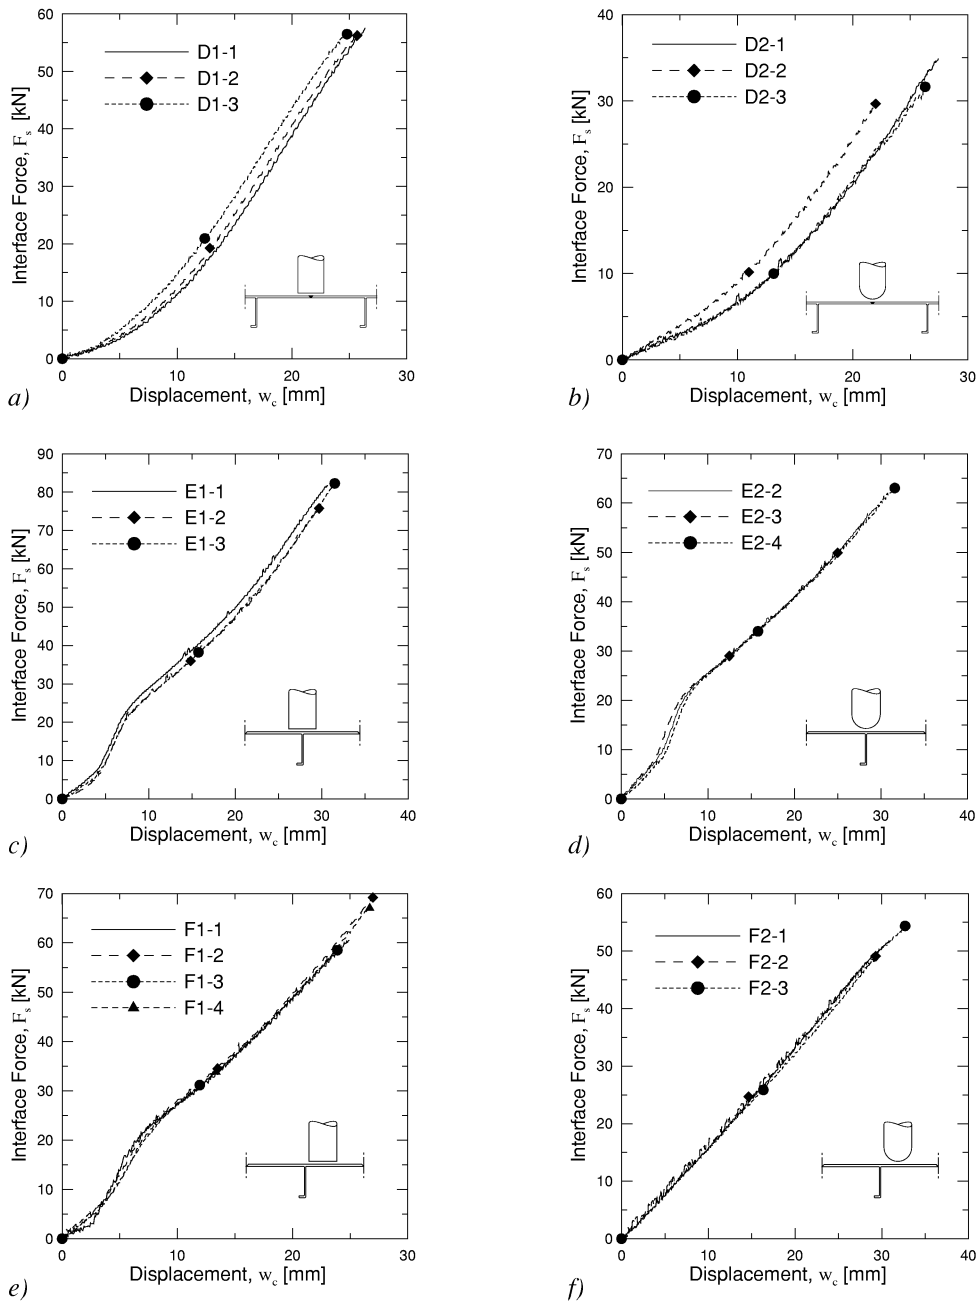 60
50
40
30
20
10
0
Interface Force, Fs [kN]
D1-1
D1-2
D1-3
0 10 20 30
Displacement, wc [mm]
a)
40
30
20
10
0
Interface Force, Fs [kN]
D2-1
D2-2
D2-3
0 10 20 30
Displacement, wc [mm]
b)
90
80
70
60
50
40
30
20
10
0
Interface Force, Fs [kN]
E1-1
E1-2
E1-3
0 10 20 30 40
Displacement, wc [mm]
c)
70
60
50
40
30
20
10
0
Interface Force, Fs [kN]
E2-2
E2-3
E2-4
0 10 20 30 40
Displacement, wc [mm]
d)
70
60
50
40
30
20
10
0
Interface Force, Fs [kN]
F1-1
F1-2
F1-3
F1-4
0 10 20 30
Displacement, wc [mm]
e)
60
50
40
30
20
10
0
Interface Force, Fs [kN]
F2-1
F2-2
F2-3
0 10 20 30 40
Displacement, wc [mm]
f)